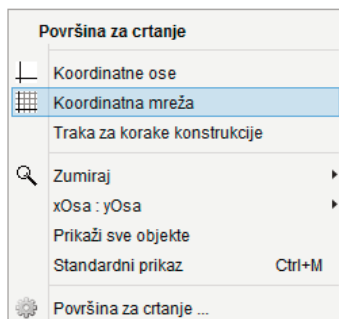 Površina za crtanje
Koordinatne ose
Koordinatna mreža
Traka za korake konstrukcije
Zumiraj
xOsa : yOsa
Prikaži sve objekte
Standardni prikaz Ctrl+M
Površina za crtanje ...